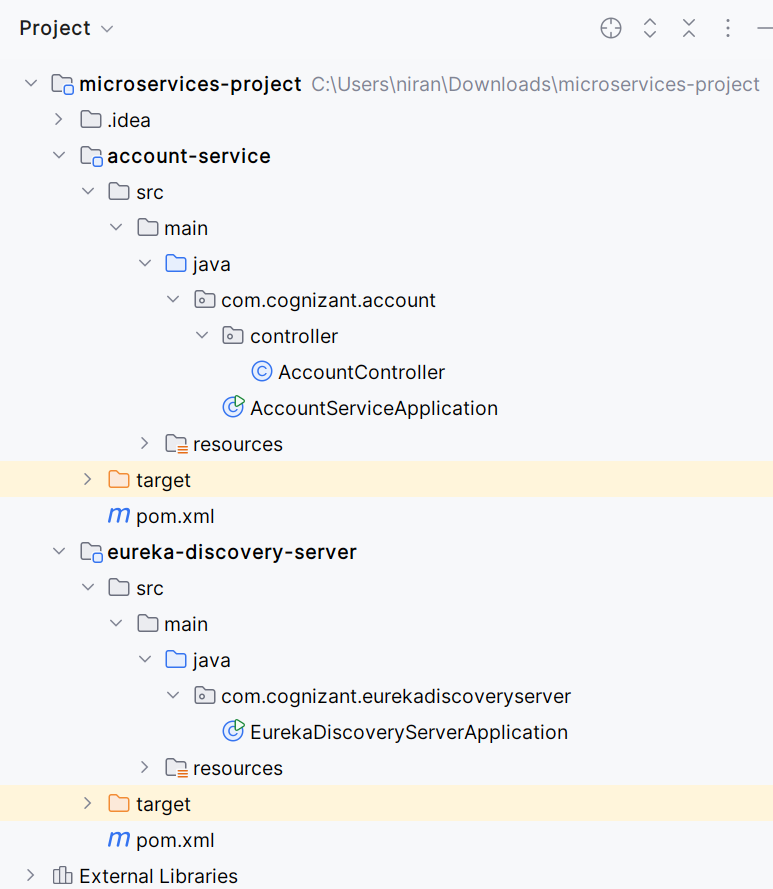 Project
microservices-project C:\Users\niran\Downloads\microservices-project
.idea
account-service
src
main
java
com.cognizant.account
controller
AccountController
AccountServiceApplication
resources
target
pom.xml
eureka-discovery-server
src
main
java
com.cognizant.eurekadiscoveryserver
EurekaDiscoveryServerApplication
resources
target
pom.xml
External Libraries